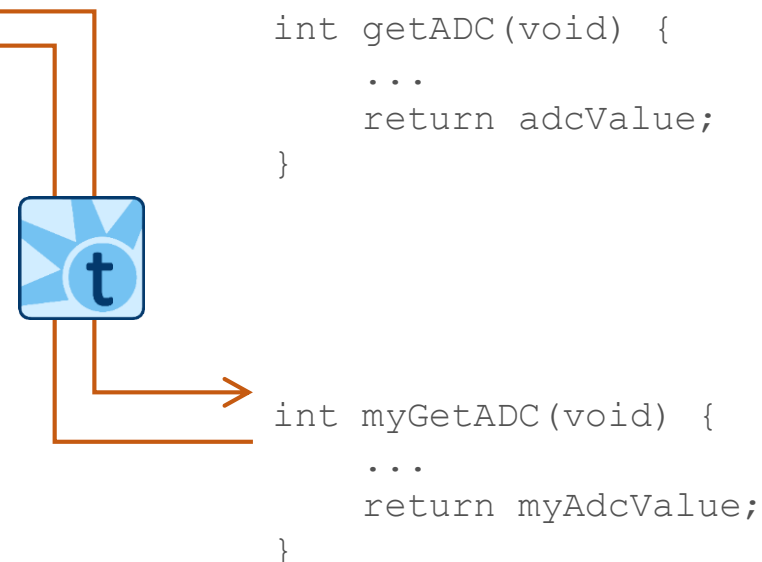 int getADC(void) {
    ...
    return adcValue;
}
t
int myGetADC(void) {
    ...
    return myAdcValue;
}